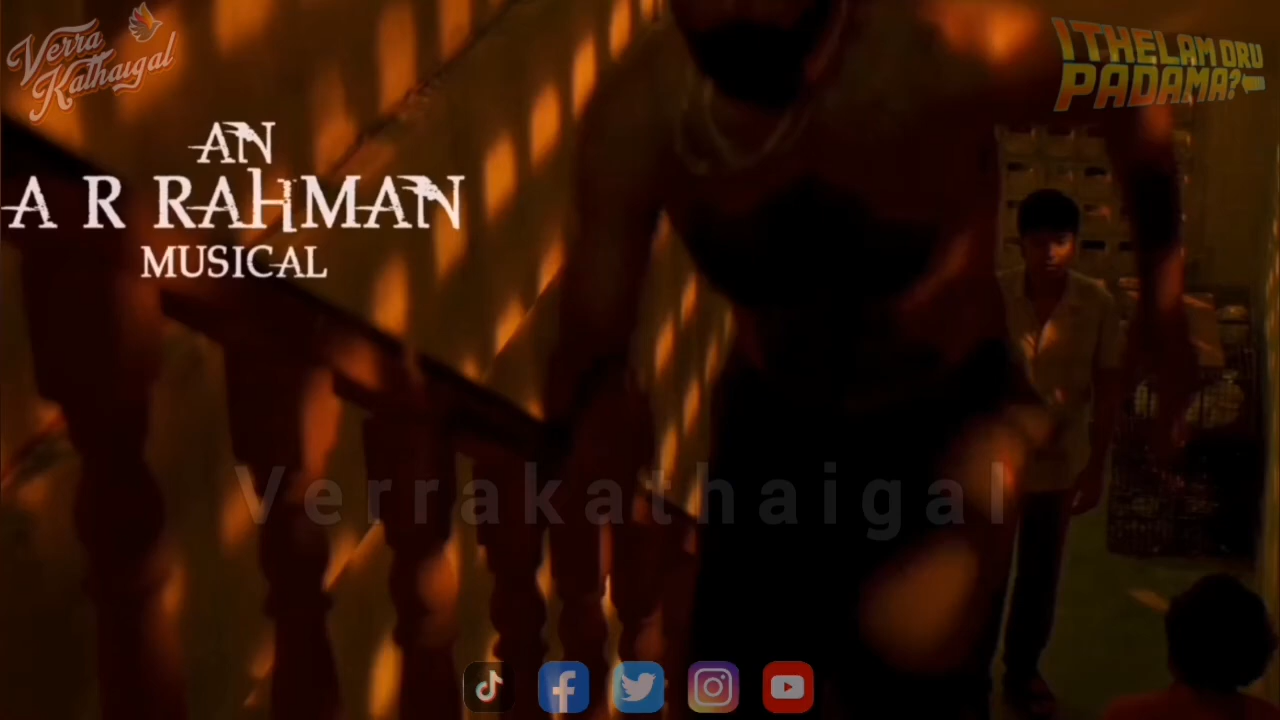 Verra
Kathaigal
ITHELAM ORU
PADAMA?
AN
A R RAHMAN
MUSICAL
Verrakathaigal